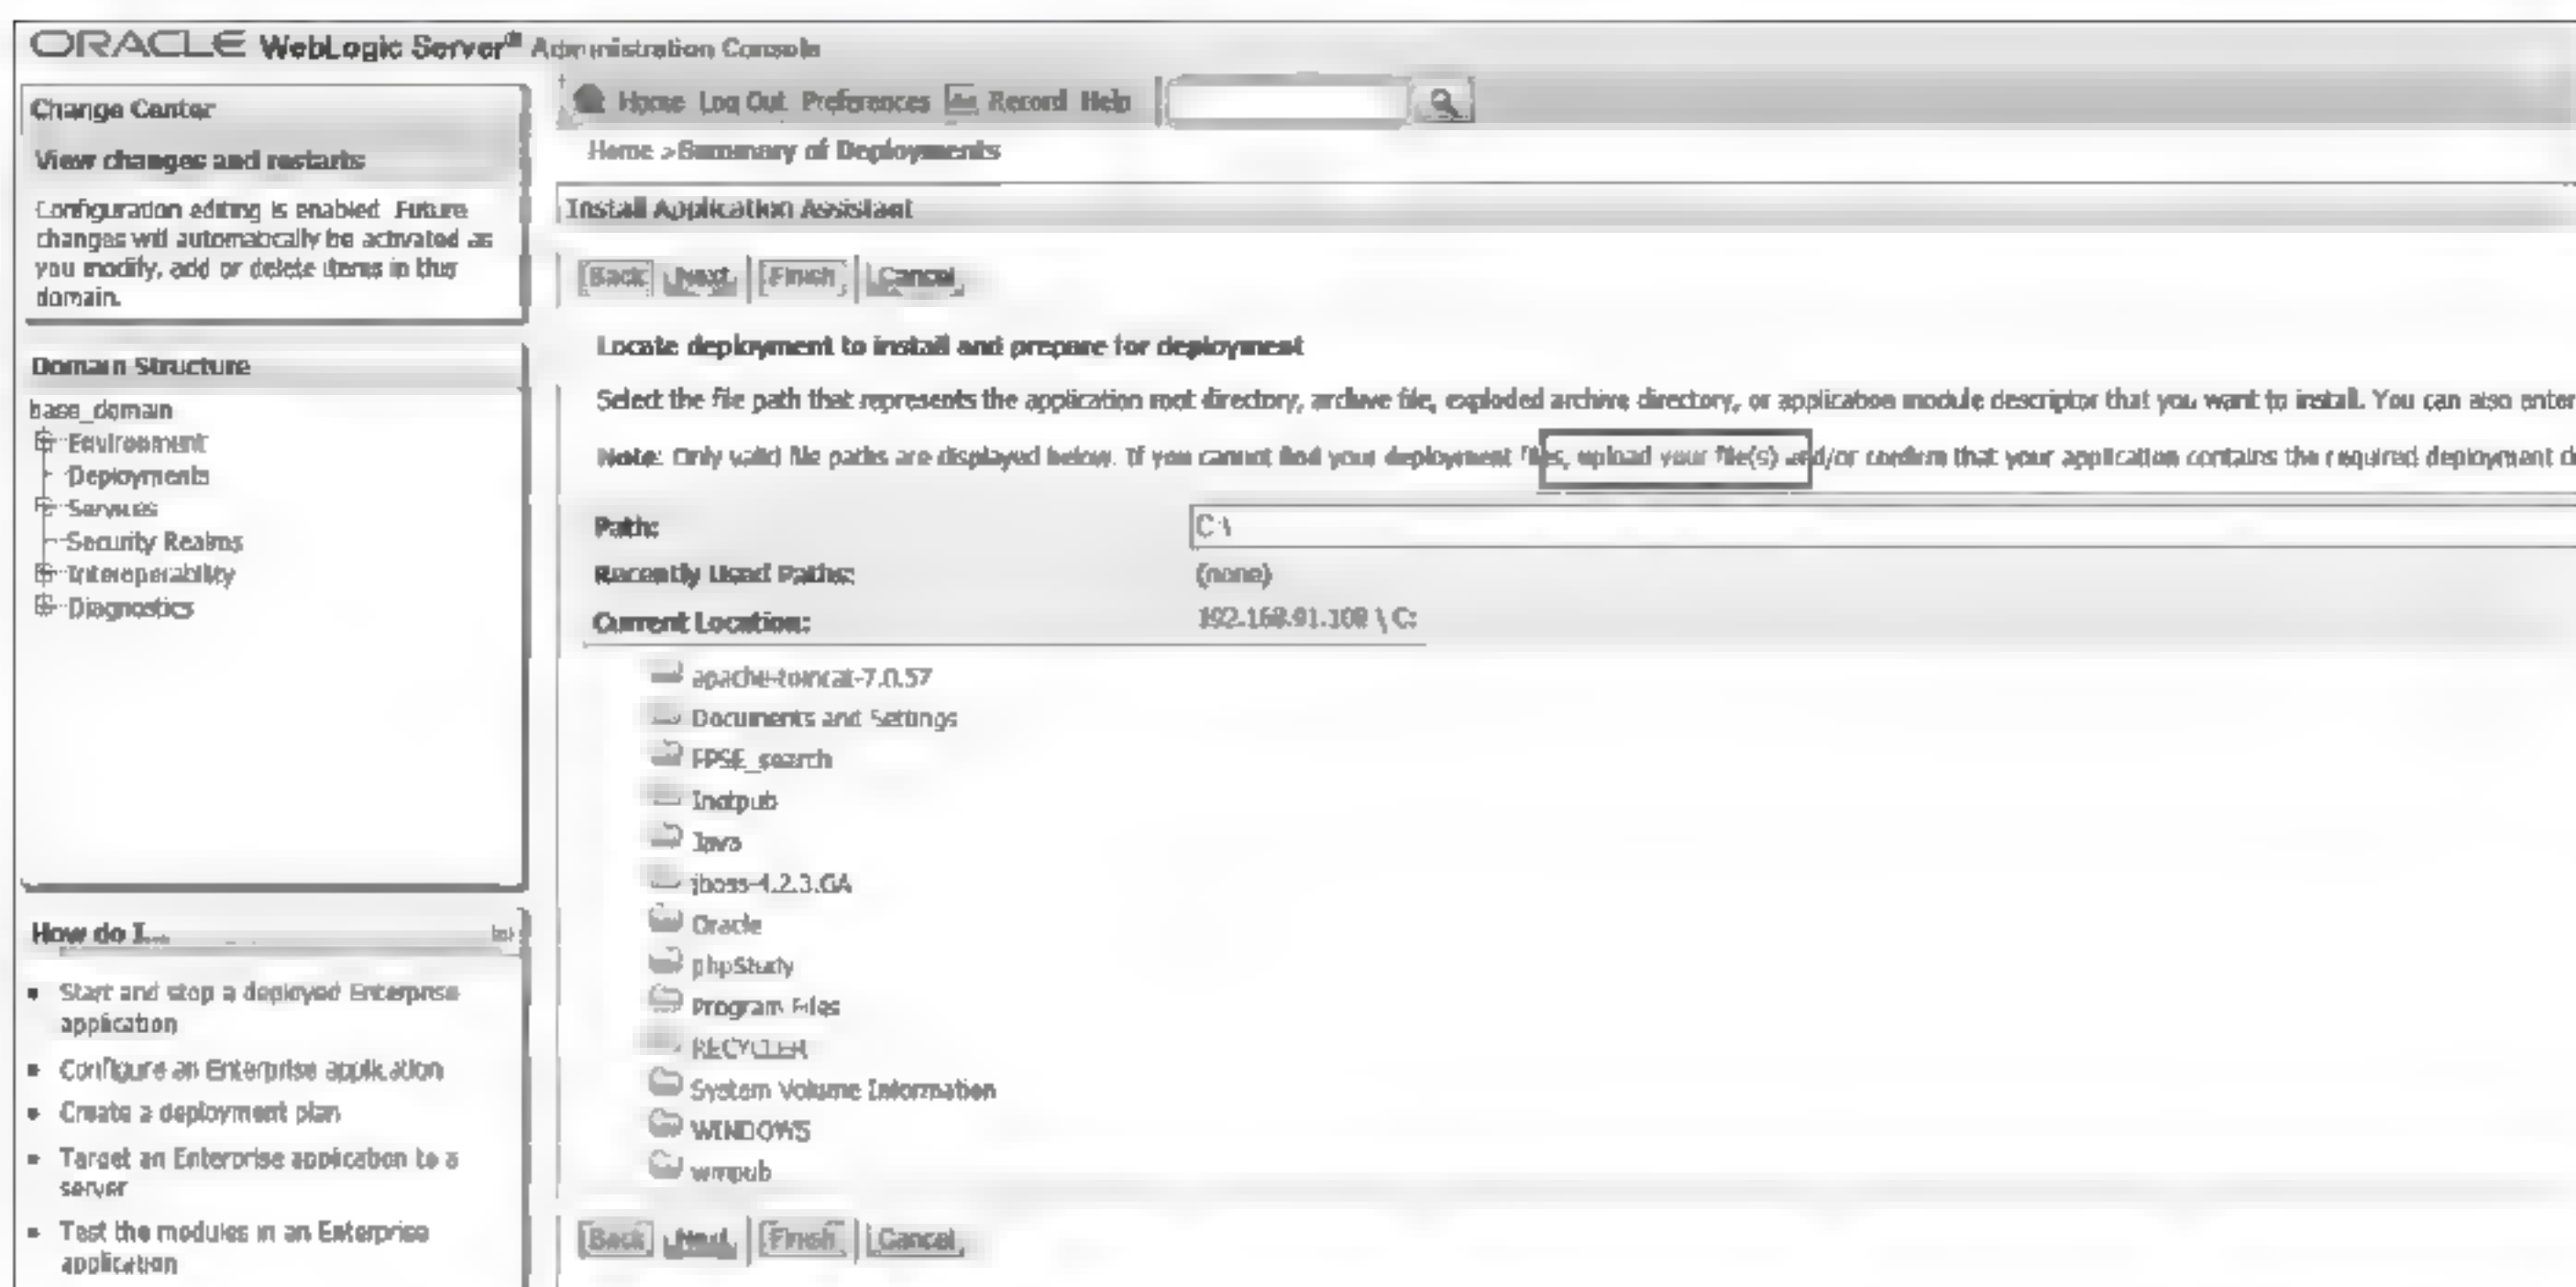 ORACLE WebLogic Server® Administration Console
Change Center
View changes and restarts
Configuration editing is enabled. Future
changes will automatically be activated as
you modify, add or delete items in this
domain.
Domain Structure
base_domain
Environment
Deployments
Services
Security Realms
Interoperability
Diagnostics
How do I...
Start and stop a deployed Enterprise
application
Configure an Enterprise application
Create a deployment plan
Target an Enterprise application to a
server
Test the modules in an Enterprise
application
Home Log Out Preferences Record Help
Home >Summary of Deployments
Install Application Assistant
Back Next Finish Cancel
Locate deployment to install and prepare for deployment
Select the file path that represents the application root directory, archive file, exploded archive directory, or application module descriptor that you want to install. You can also enter
Note: Only valid file paths are displayed below. If you cannot find your deployment files, upload your file(s) and/or confirm that your application contains the required deployment
Path: C:\
Recently Used Paths: (none)
Current Location: \ C:
apache-tomcat-7.0.57
Documents and Settings
FPSE_search
Inetpub
Java
jboss-4.2.3.GA
Oracle
phpStudy
Program Files
RECYCLER
System Volume Information
WINDOWS
wmpub
Back Next Finish Cancel